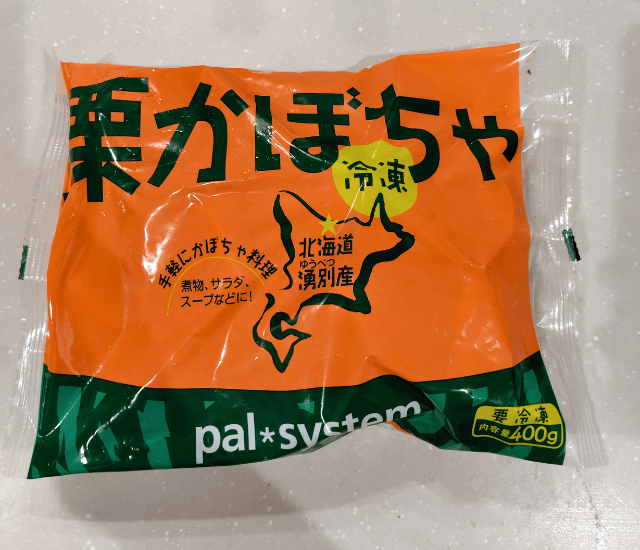 栗かぼちゃ
冷凍
北海道
ゆうべつ
湧別産
手軽にかぼちゃ料理
煮物、サラダ、
スープなどに!
pal*system
要冷凍
内容量400g